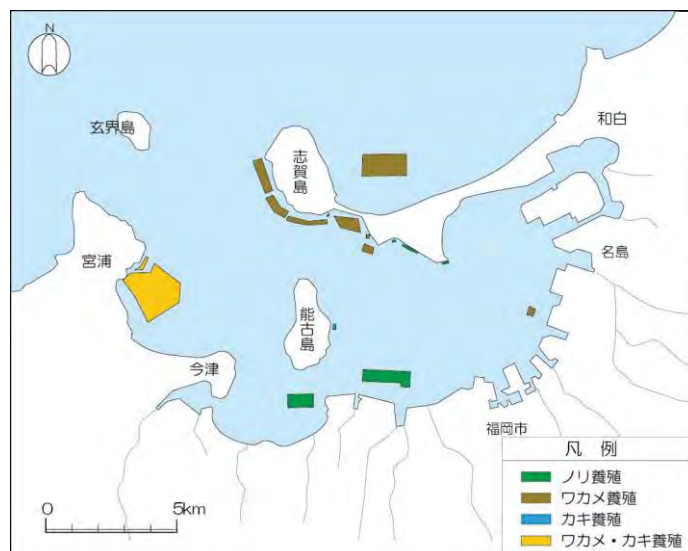 N
玄界島
志賀島
和白
宮浦
名島
能古島
今津
福岡市
凡 例
ノリ養殖
ワカメ養殖
カキ養殖
ワカメ・カキ養殖
0 5km